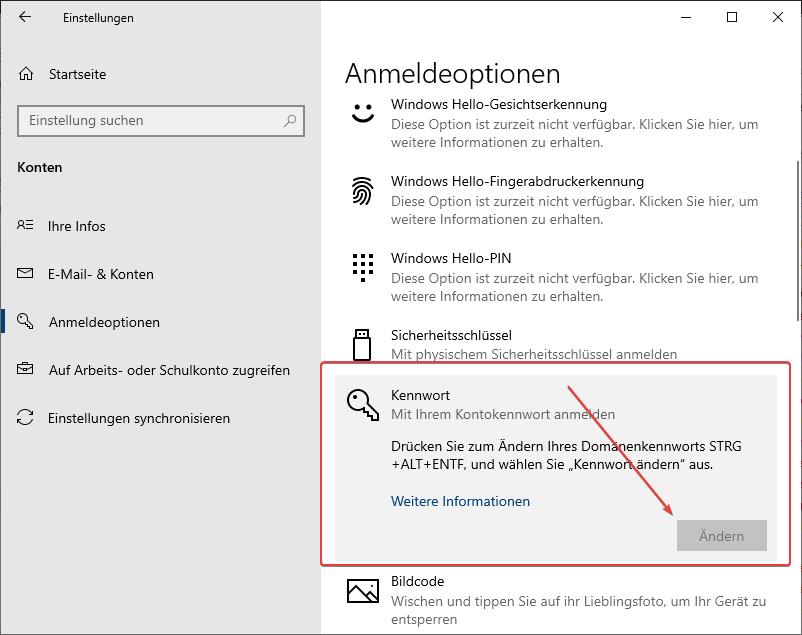 Einstellungen
Startseite
Einstellung suchen
Konten
Ihre Infos
E-Mail- & Konten
Anmeldeoptionen
Auf Arbeits- oder Schulkonto zugreifen
Einstellungen synchronisieren
Anmeldeoptionen
Windows Hello-Gesichtserkennung
Diese Option ist zurzeit nicht verfügbar. Klicken Sie hier, um
weitere Informationen zu erhalten.
Windows Hello-Fingerabdruckerkennung
Diese Option ist zurzeit nicht verfügbar. Klicken Sie hier, um
weitere Informationen zu erhalten.
Windows Hello-PIN
Diese Option ist zurzeit nicht verfügbar. Klicken Sie hier, um
weitere Informationen zu erhalten.
Sicherheitsschlüssel
Mit physischem Sicherheitsschlüssel anmelden
Kennwort
Mit Ihrem Kontokennwort anmelden
Drücken Sie zum Ändern Ihres Domänenkennworts STRG
+ALT+ENTF, und wählen Sie „Kennwort ändern“ aus.
Weitere Informationen
Ändern
Bildcode
Wischen und tippen Sie auf ihr Lieblingsfoto, um Ihr Gerät zu
entsperren